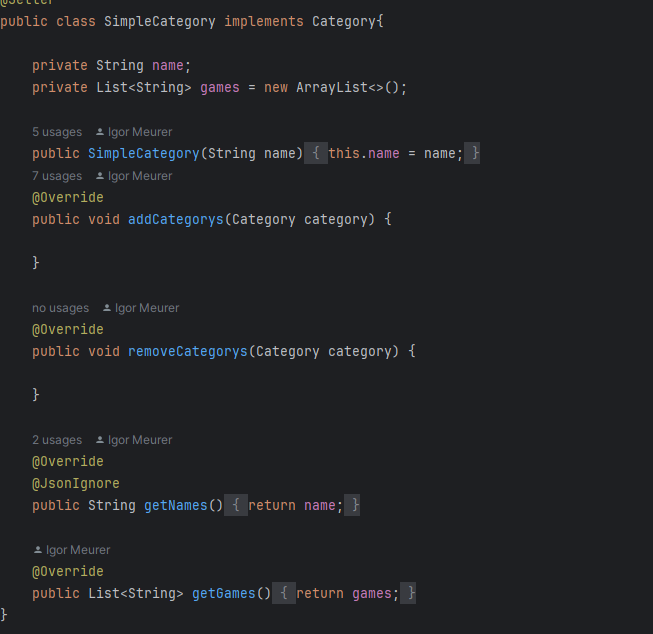 @Setter
public class SimpleCategory implements Category{
private String name;
private List<String> games = new ArrayList<>();
5 usages Igor Meurer
public SimpleCategory(String name) { this.name = name; }
7 usages Igor Meurer
@Override
public void addCategorys(Category category) {
}
no usages Igor Meurer
@Override
public void removeCategorys(Category category) {
}
2 usages Igor Meurer
@Override
@JsonIgnore
public String getNames() { return name; }
Igor Meurer
@Override
public List<String> getGames() { return games; }
}